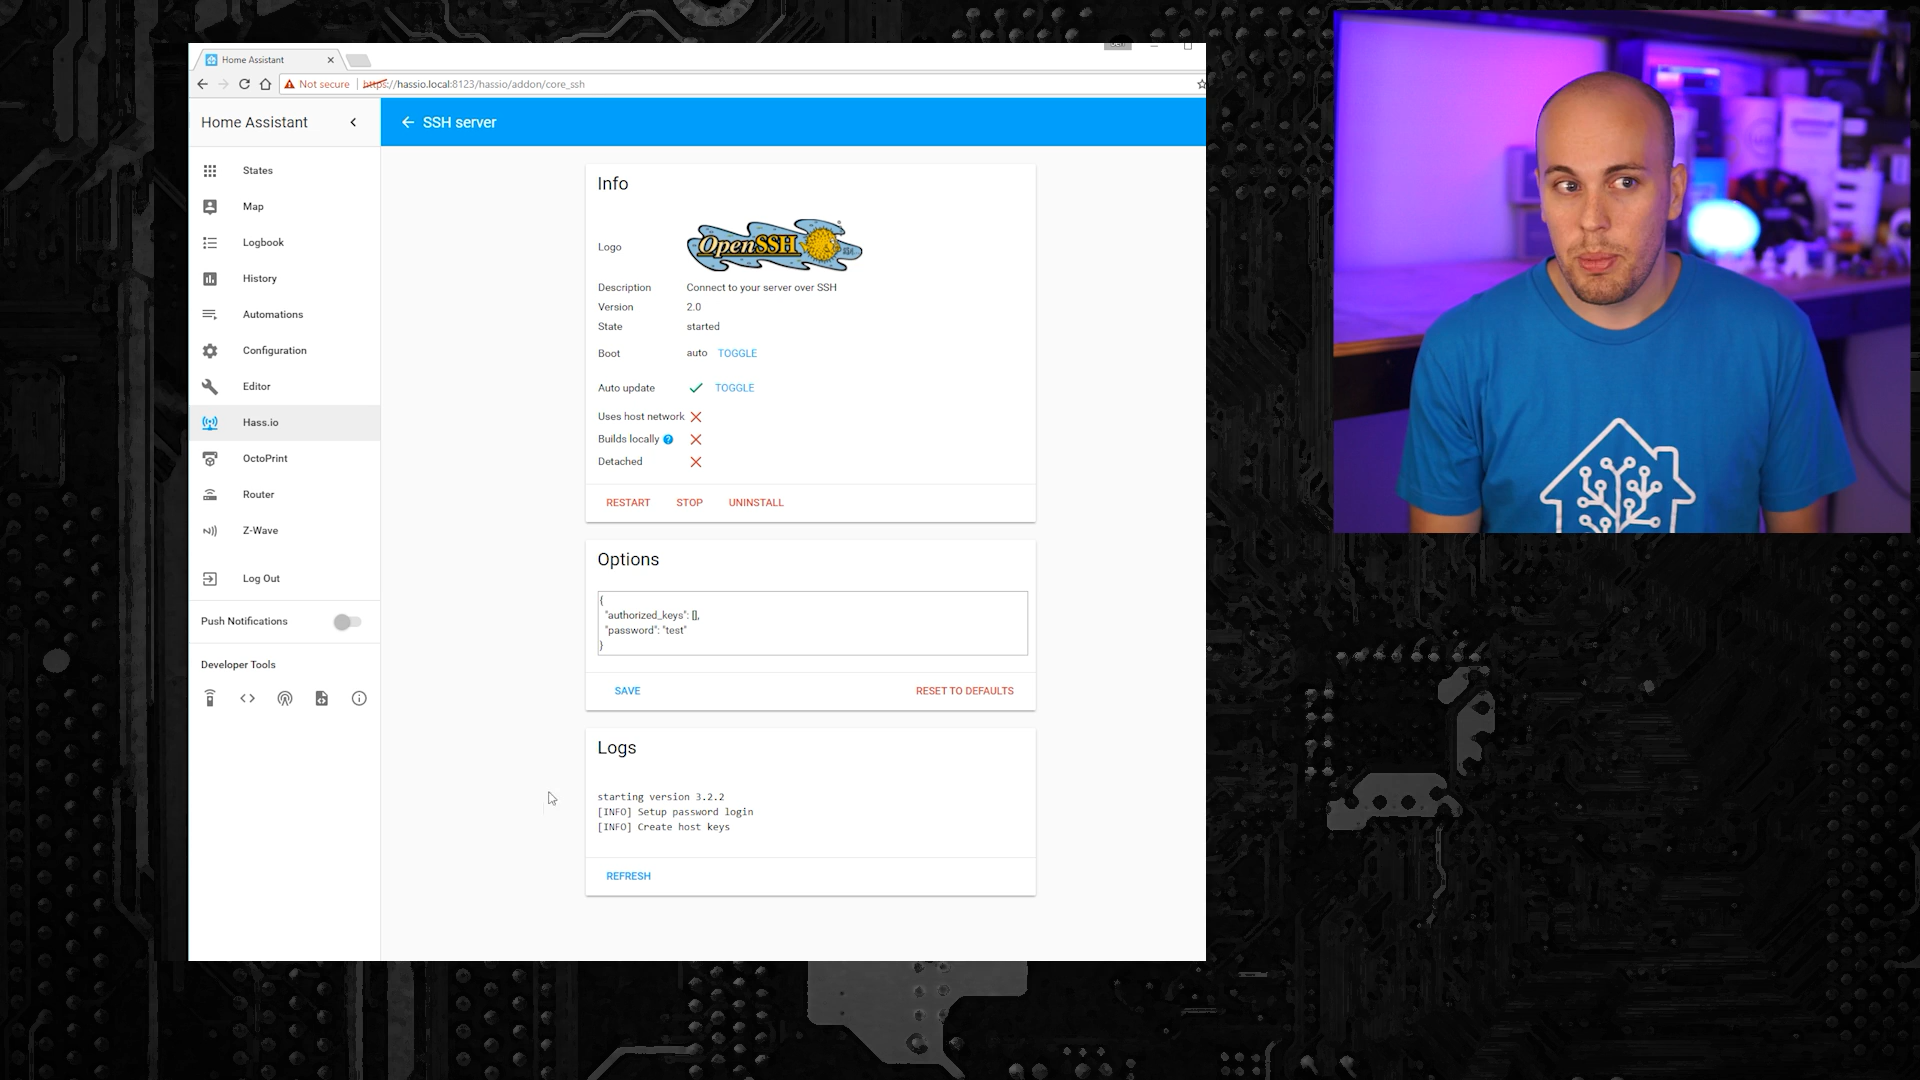 Home Assistant
Not secure
https://hassio.local:8123/hassio/addon/core_ssh
Home Assistant
SSH server
States
Map
Logbook
History
Automations
Configuration
Editor
Hass.io
OctoPrint
Router
Z-Wave
Log Out
Push Notifications
Developer Tools
Info
Logo
OpenSSH
Description Connect to your server over SSH
Version 2.0
State started
Boot auto TOGGLE
Auto update TOGGLE
Uses host network
Builds locally ?
Detached
RESTART STOP UNINSTALL
Options
{
"authorized_keys": [],
"password": "test"
}
SAVE RESET TO DEFAULTS
Logs
starting version 3.2.2
[INFO] Setup password login
[INFO] Create host keys
REFRESH